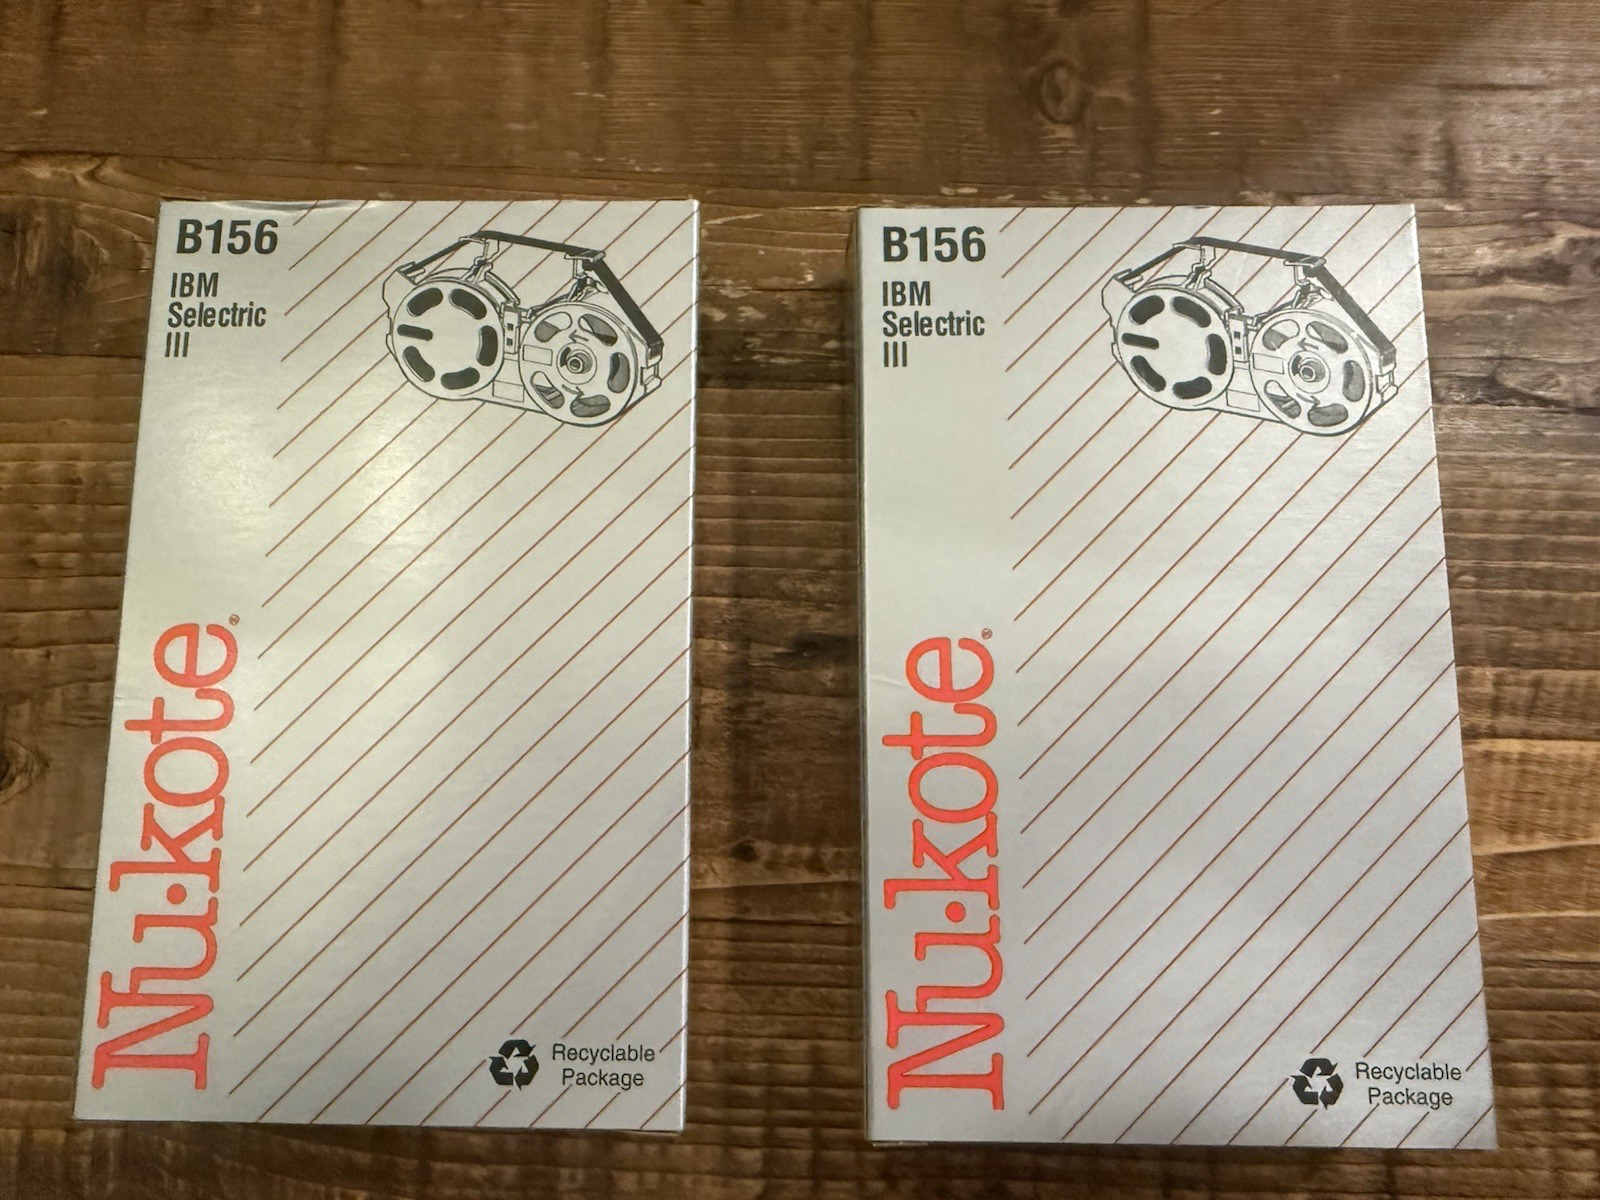 B156
IBM
Selectric
III
Nu·kote®
Recyclable
Package
B156
IBM
Selectric
III
Nu·kote®
Recyclable
Package